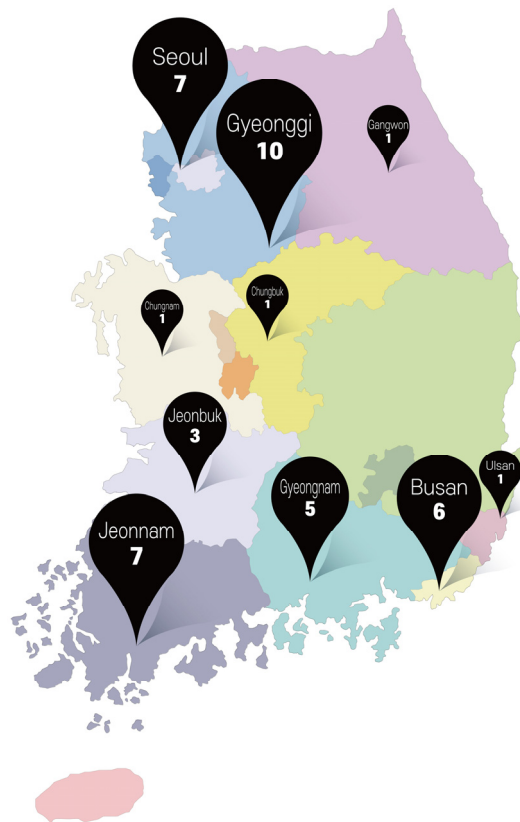 Seoul
7
Gyeonggi
10
Gangwon
1
Chungnam
1
Chungbuk
1
Jeonbuk
3
Gyeongnam
5
Busan
6
Ulsan
1
Jeonnam
7